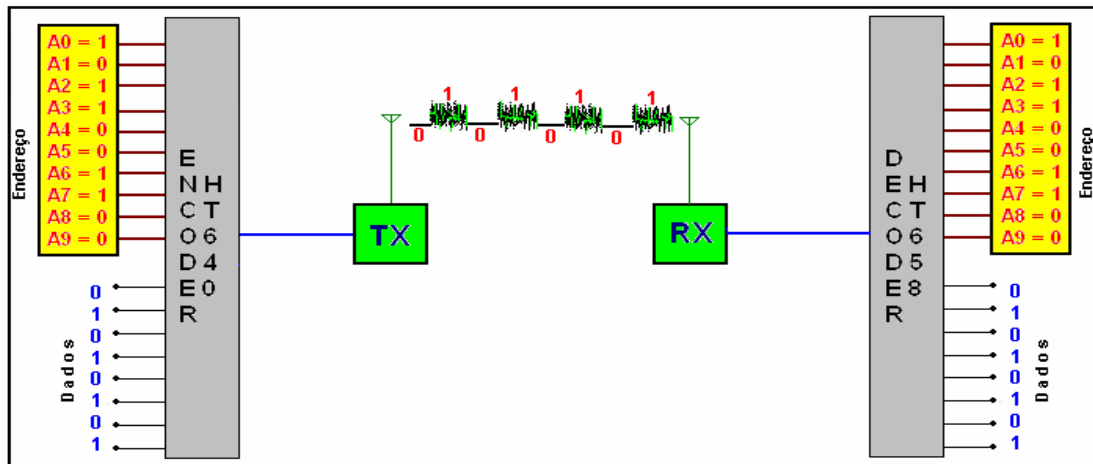 Endereço
A0 = 1
A1 = 0
A2 = 1
A3 = 1
A4 = 0
A5 = 0
A6 = 1
A7 = 1
A8 = 0
A9 = 0
Dados
0
1
0
1
0
1
0
1
ENCODER
HT640
TX
1 1 1 1
0 0 0 0
RX
DECODER
HT658
A0 = 1
A1 = 0
A2 = 1
A3 = 1
A4 = 0
A5 = 0
A6 = 1
A7 = 1
A8 = 0
A9 = 0
Endereço
0
1
0
1
0
1
0
1
Dados